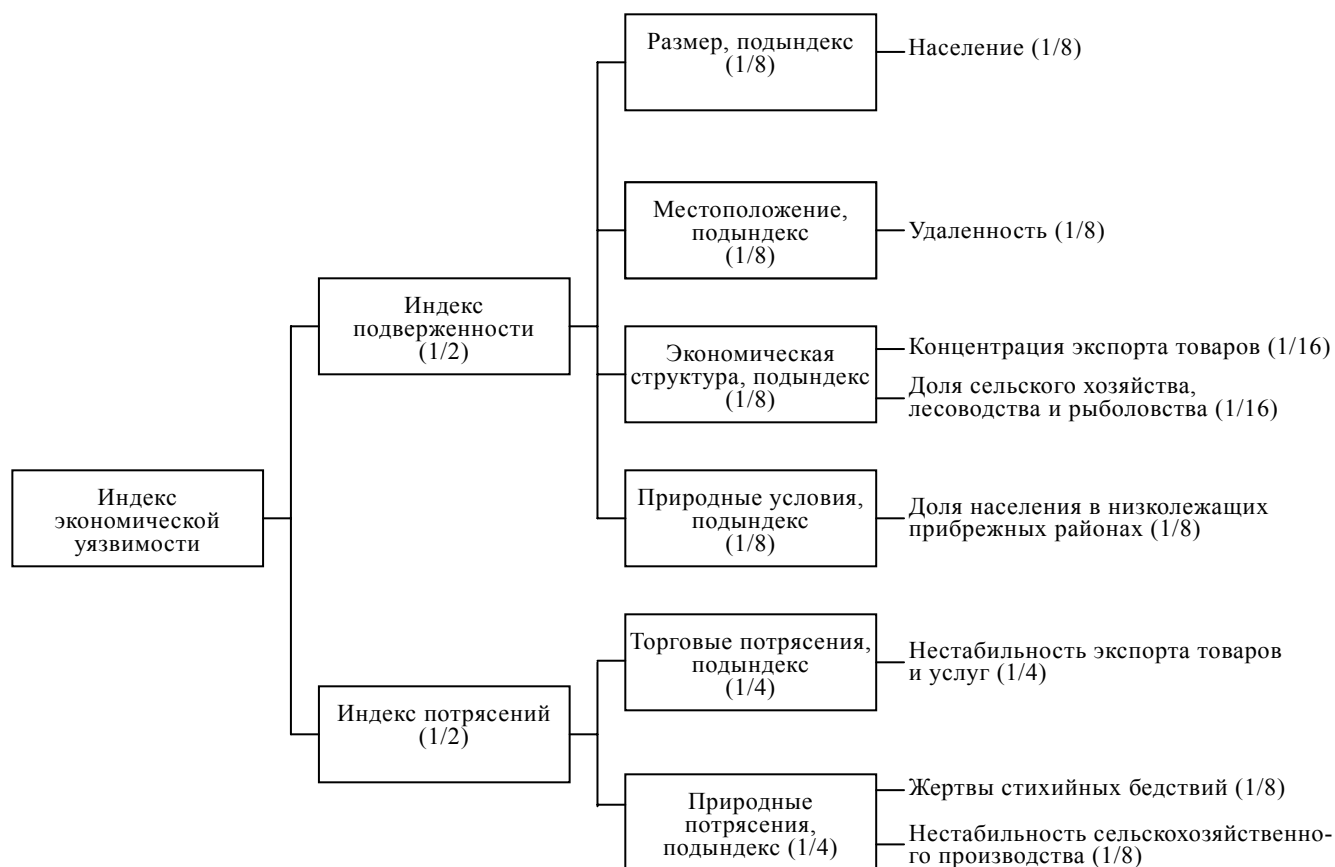 Размер, подындекс
(1/8)
Население (1/8)
Местоположение,
подындекс
(1/8)
Удаленность (1/8)
Индекс
подверженности
(1/2)
Экономическая
структура, подындекс
(1/8)
Концентрация экспорта товаров (1/16)
Доля сельского хозяйства,
лесоводства и рыболовства (1/16)
Природные условия,
подындекс
(1/8)
Доля населения в низколежащих
прибрежных районах (1/8)
Индекс
экономической
уязвимости
Торговые потрясения,
подындекс
(1/4)
Нестабильность экспорта товаров
и услуг (1/4)
Индекс потрясений
(1/2)
Природные
потрясения,
подындекс (1/4)
Жертвы стихийных бедствий (1/8)
Нестабильность сельскохозяйственно-
го производства (1/8)